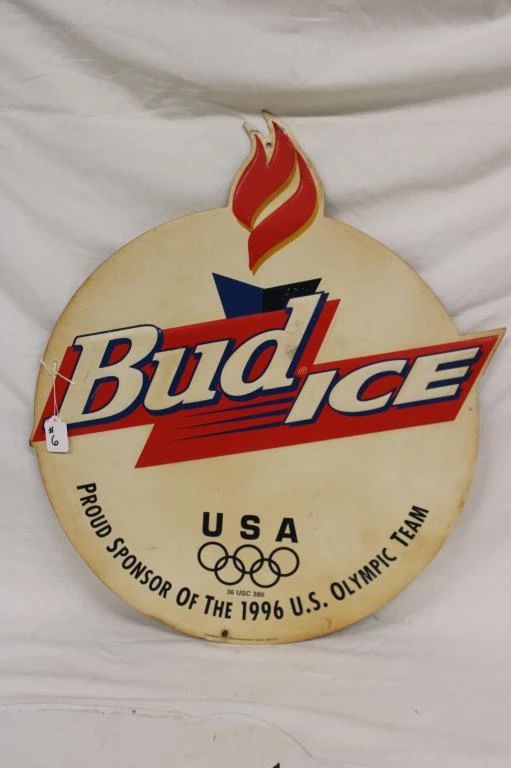 Bud ICE®
#6
USA
36 USC 380
PROUD SPONSOR OF THE 1996 U.S. OLYMPIC TEAM